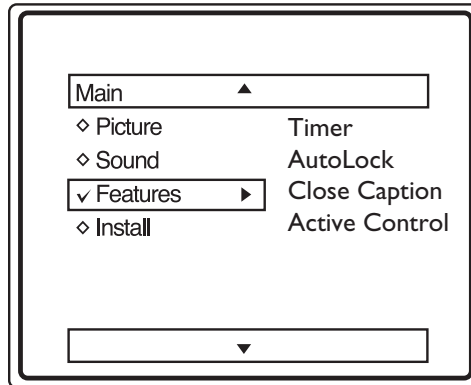 Main
Picture
Sound
Features
Install
Timer
AutoLock
Close Caption
Active Control